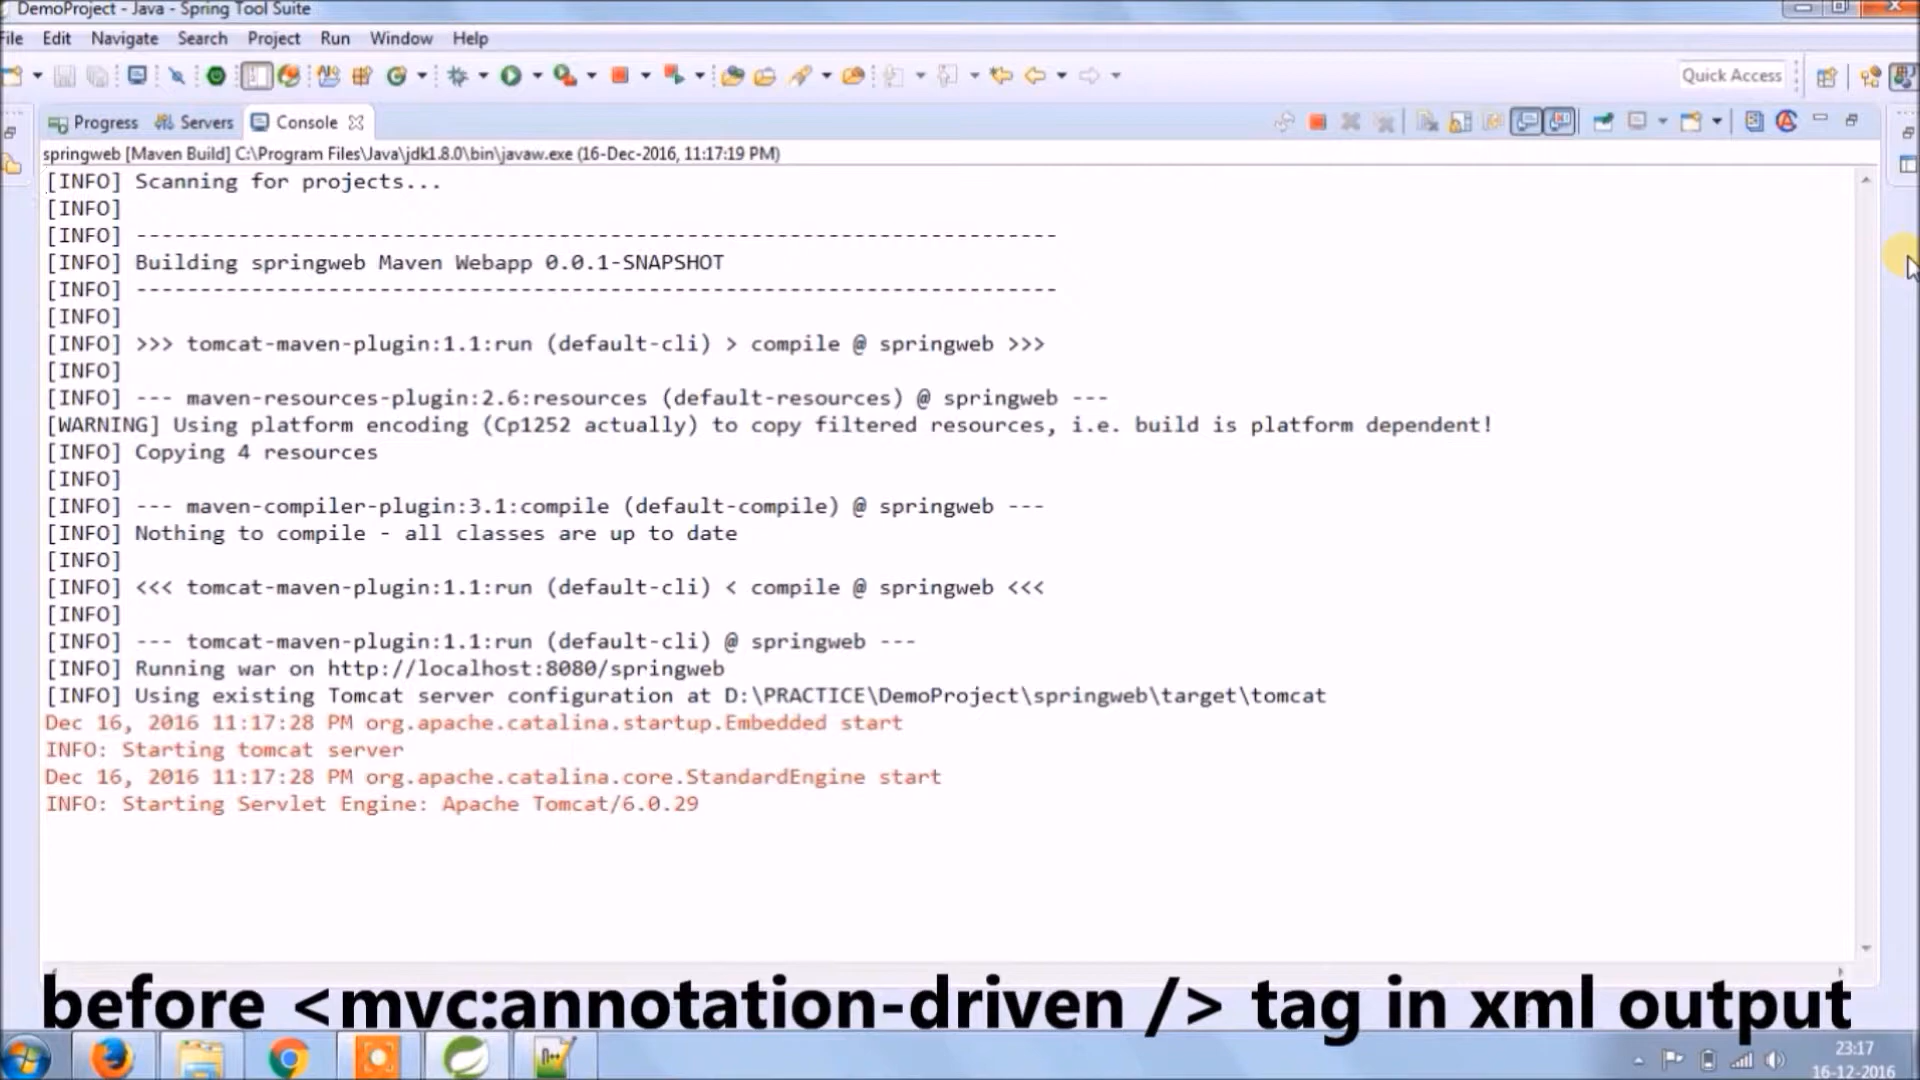 DemoProject - Java - Spring Tool Suite
File Edit Navigate Search Project Run Window Help
Quick Access
Progress Servers Console
springweb [Maven Build] C:\Program Files\Java\jdk1.8.0\bin\javaw.exe (16-Dec-2016, 11:17:19 PM)
[INFO] Scanning for projects...
[INFO]
[INFO] ------------------------------------------------------------------------
[INFO] Building springweb Maven Webapp 0.0.1-SNAPSHOT
[INFO] ------------------------------------------------------------------------
[INFO]
[INFO] >>> tomcat-maven-plugin:1.1:run (default-cli) > compile @ springweb >>>
[INFO]
[INFO] --- maven-resources-plugin:2.6:resources (default-resources) @ springweb ---
[WARNING] Using platform encoding (Cp1252 actually) to copy filtered resources, i.e. build is platform dependent!
[INFO] Copying 4 resources
[INFO]
[INFO] --- maven-compiler-plugin:3.1:compile (default-compile) @ springweb ---
[INFO] Nothing to compile - all classes are up to date
[INFO]
[INFO] <<< tomcat-maven-plugin:1.1:run (default-cli) < compile @ springweb <<<
[INFO]
[INFO] --- tomcat-maven-plugin:1.1:run (default-cli) @ springweb ---
[INFO] Running war on http://localhost:8080/springweb
[INFO] Using existing Tomcat server configuration at D:\PRACTICE\DemoProject\springweb\target\tomcat
Dec 16, 2016 11:17:28 PM org.apache.catalina.startup.Embedded start
INFO: Starting tomcat server
Dec 16, 2016 11:17:28 PM org.apache.catalina.core.StandardEngine start
INFO: Starting Servlet Engine: Apache Tomcat/6.0.29
before <mvc:annotation-driven /> tag in xml output
23:17
16-12-2016